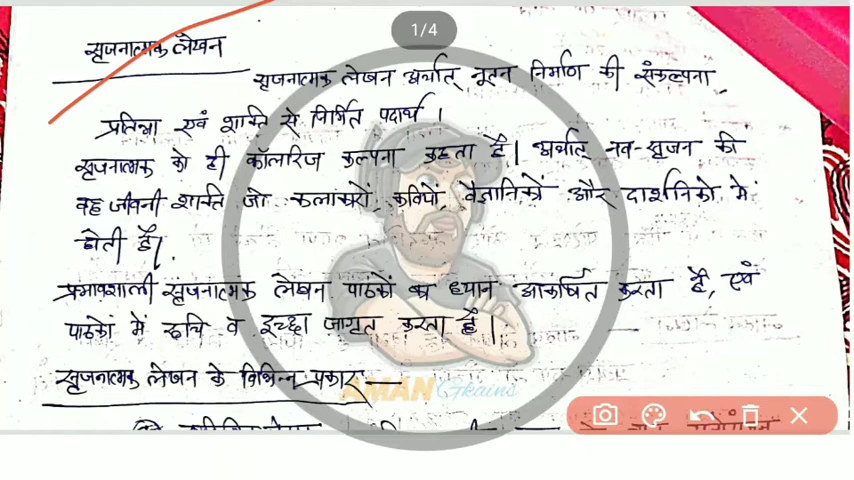 1/4
सृजनात्मक लेखन
सृजनात्मक लेखन अर्थात् नूतन निर्माण की संकल्पना
प्रतिभा एवं शक्ति से निर्मित पदार्थ।
सृजनात्मक को ही कॉलरिज कल्पना कहता है। अर्थात् नव-सृजन की
वह जीवनी शक्ति जो कलाकारों, कवियों, वैज्ञानिकों और दार्शनिकों में
होती है।
प्रभावशाली सृजनात्मक लेखन पाठकों का ध्यान आकर्षित करता है, एवं
पाठकों में रुचि व इच्छा जागृत करता है।
सृजनात्मक लेखन के विभिन्न प्रकार —
AMAN Grains